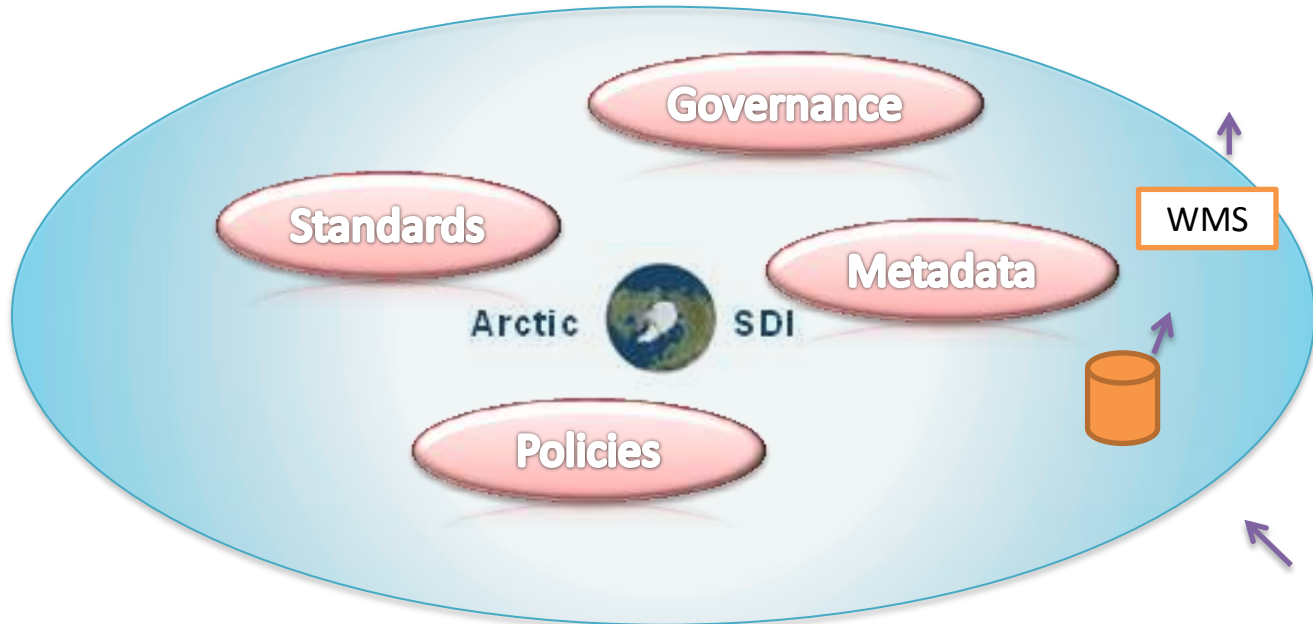 Governance
Standards
WMS
Metadata
Arctic SDI
Policies